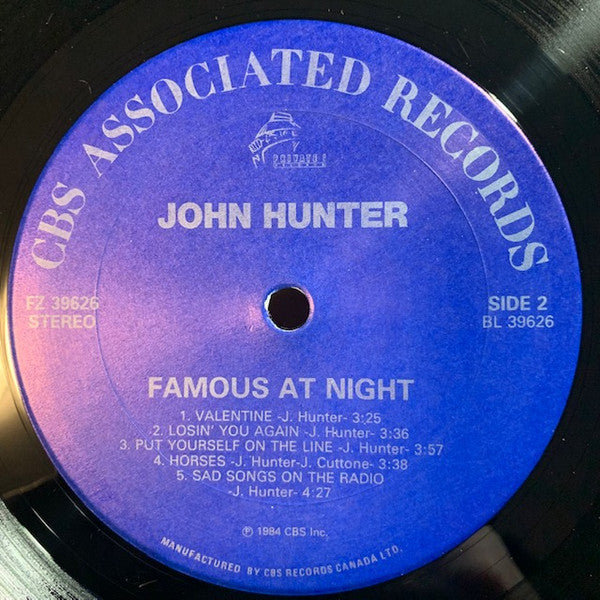 CBS ASSOCIATED RECORDS
JOHN HUNTER
FZ 39626
STEREO
SIDE 2
BL 39626
FAMOUS AT NIGHT
1. VALENTINE -J. Hunter- 3:25
2. LOSIN' YOU AGAIN -J. Hunter- 3:36
3. PUT YOURSELF ON THE LINE -J. Hunter- 3:57
4. HORSES -J. Hunter-J. Cuttone- 3:38
5. SAD SONGS ON THE RADIO
-J. Hunter- 4:27
℗ 1984 CBS Inc.
MANUFACTURED BY CBS RECORDS CANADA LTD.